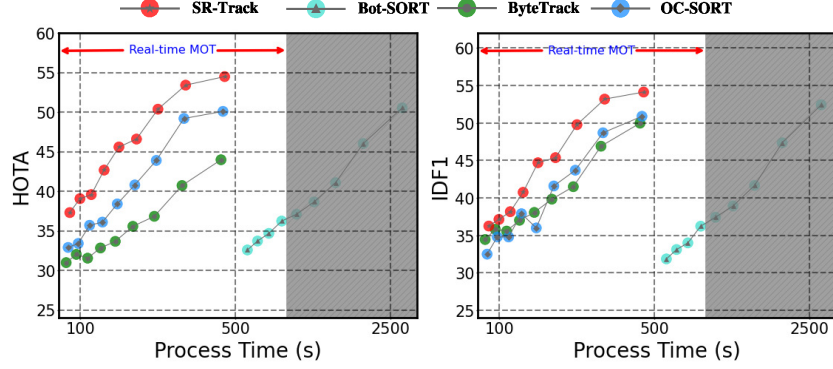 SR-Track Bot-SORT ByteTrack OC-SORT
Real-time MOT
HOTA
60
55
50
45
40
35
30
25
100 500 2500
Process Time (s)
Real-time MOT
IDF1
60
55
50
45
40
35
30
25
100 500 2500
Process Time (s)